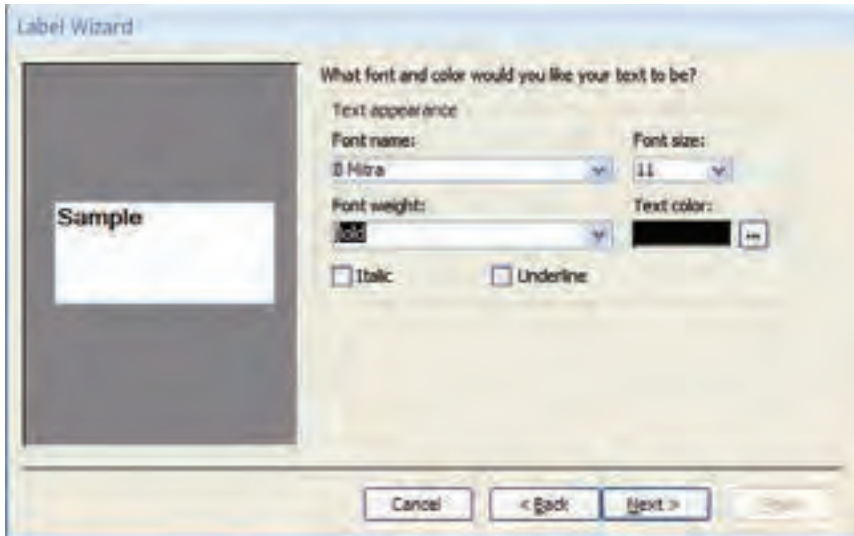 Label Wizard
What font and color would you like your text to be?
Text appearance
Font name:
Font size:
B Mitra
11
Sample
Font weight:
Text color:
Bold
...
Italic
Underline
Cancel
< Back
Next >